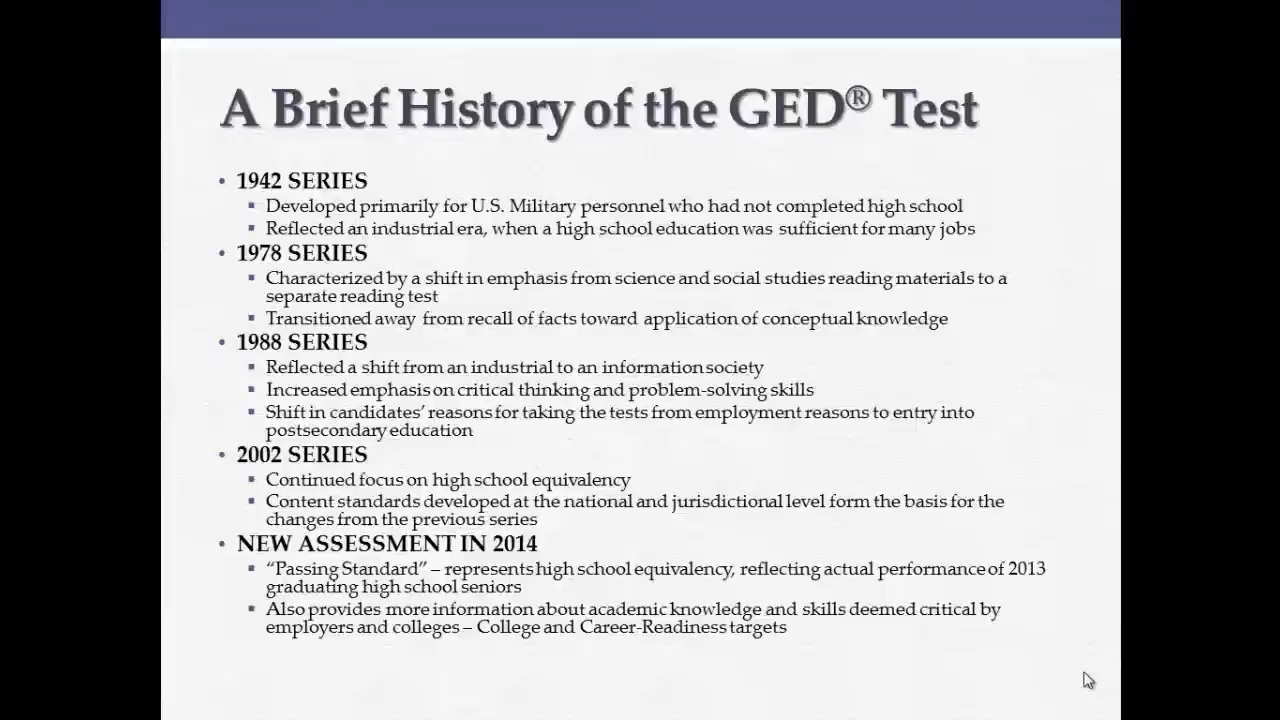 A Brief History of the GED® Test
• 1942 SERIES
▪ Developed primarily for U.S. Military personnel who had not completed high school
▪ Reflected an industrial era, when a high school education was sufficient for many jobs
• 1978 SERIES
▪ Characterized by a shift in emphasis from science and social studies reading materials to a
separate reading test
▪ Transitioned away from recall of facts toward application of conceptual knowledge
• 1988 SERIES
▪ Reflected a shift from an industrial to an information society
▪ Increased emphasis on critical thinking and problem-solving skills
▪ Shift in candidates’ reasons for taking the tests from employment reasons to entry into
postsecondary education
• 2002 SERIES
▪ Continued focus on high school equivalency
▪ Content standards developed at the national and jurisdictional level form the basis for the
changes from the previous series
• NEW ASSESSMENT IN 2014
▪ “Passing Standard” – represents high school equivalency, reflecting actual performance of 2013
graduating high school seniors
▪ Also provides more information about academic knowledge and skills deemed critical by
employers and colleges – College and Career-Readiness targets